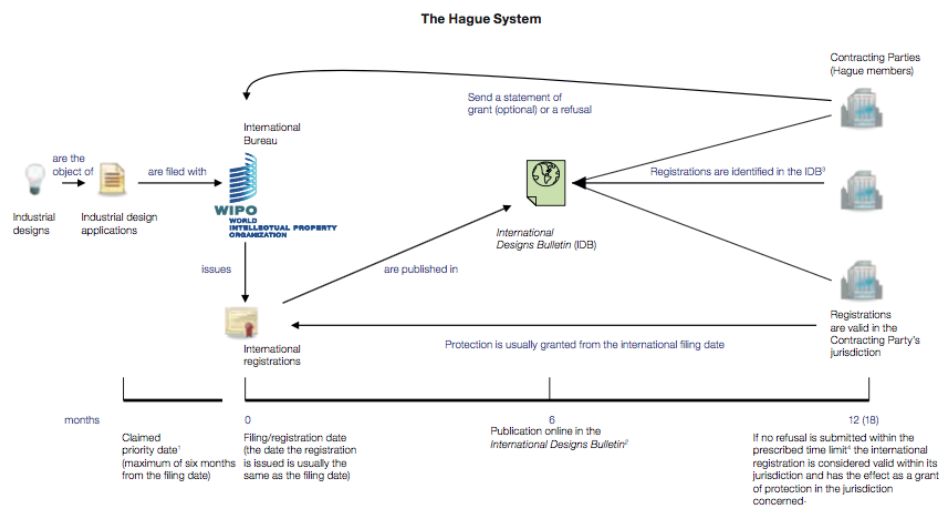 The Hague System
Contracting Parties
(Hague members)
Send a statement of
grant (optional) or a refusal
International
Bureau
are the
object of
are filed with
Registrations are identified in the IDB³
WIPO
WORLD
INTELLECTUAL PROPERTY
ORGANIZATION
Industrial
designs
Industrial design
applications
International
Designs Bulletin (IDB)
issues
are published in
Registrations
are valid in the
Contracting Party's
jurisdiction
International
registrations
Protection is usually granted from the international filing date
months
0
6
12 (18)
Claimed
priority date¹
(maximum of six months
from the filing date)
Filing/registration date
(the date the registration
is issued is usually the
same as the filing date)
Publication online in the
International Designs Bulletin²
If no refusal is submitted within the
prescribed time limit⁴ the international
registration is considered valid within its
jurisdiction and has the effect as a grant
of protection in the jurisdiction
concerned.